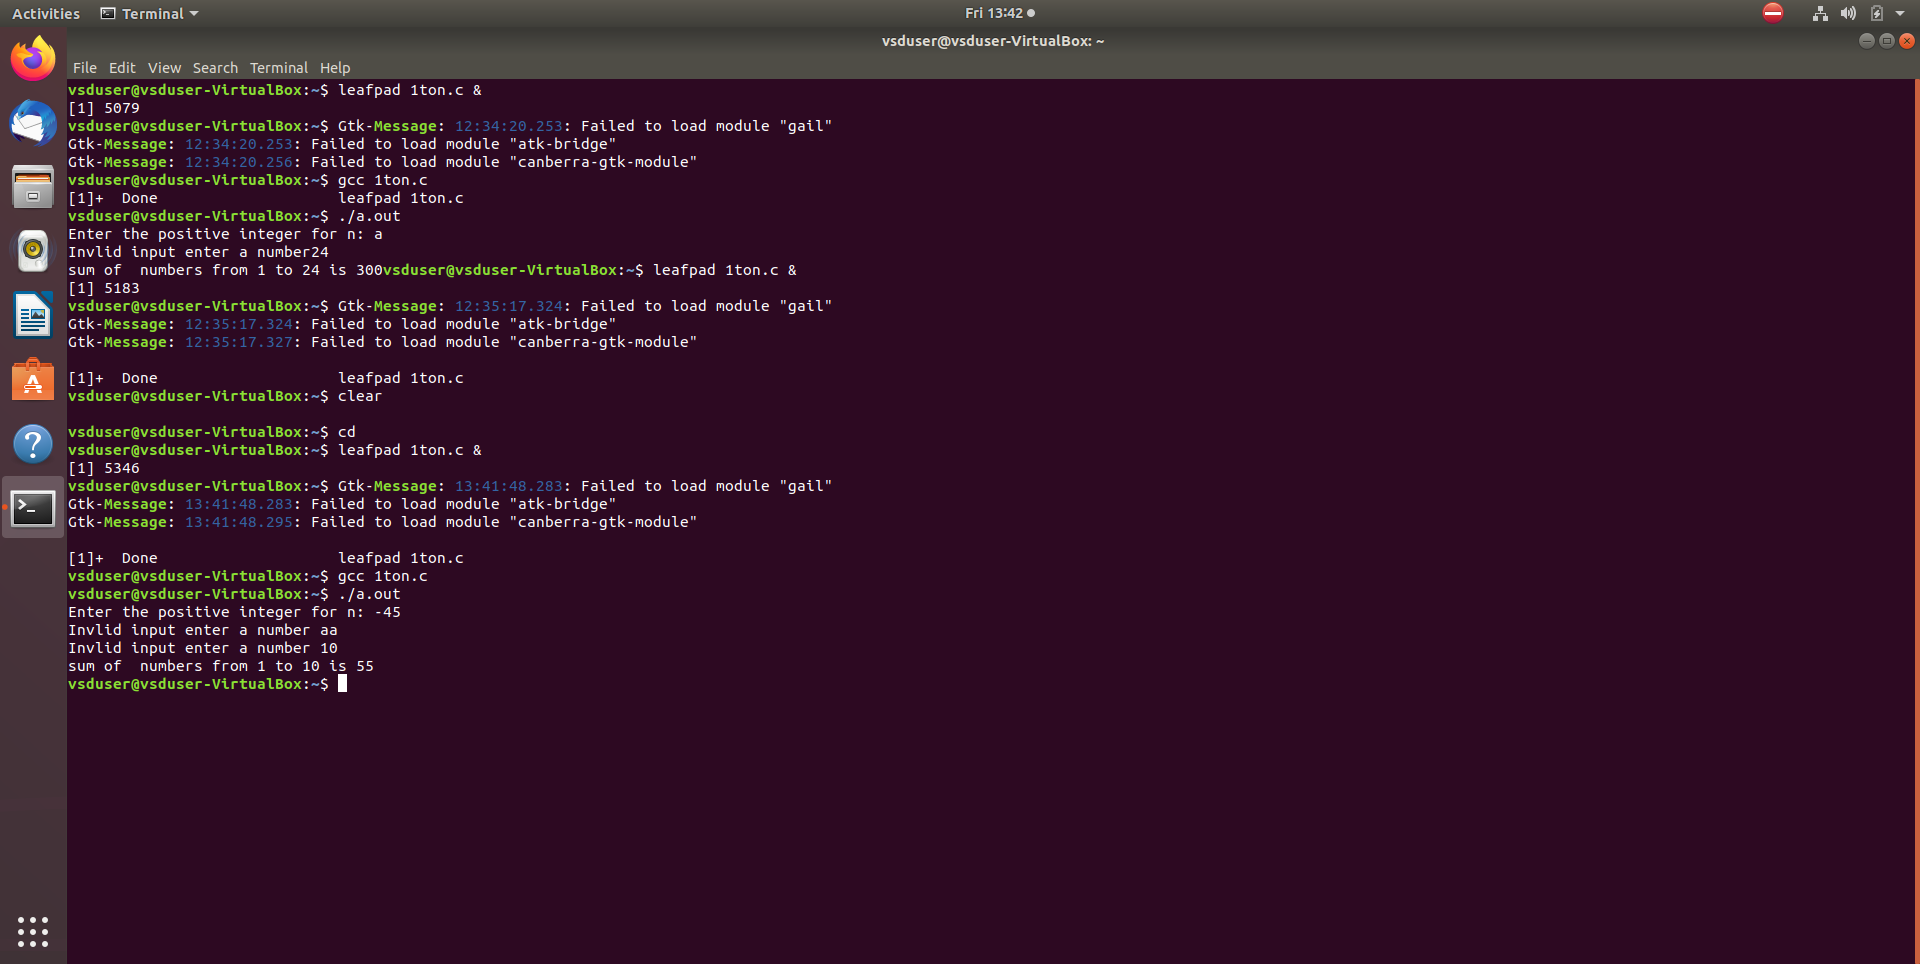 Activities Terminal Fri 13:42
vsduser@vsduser-VirtualBox: ~
File Edit View Search Terminal Help
vsduser@vsduser-VirtualBox:~$ leafpad 1ton.c &
[1] 5079
vsduser@vsduser-VirtualBox:~$ Gtk-Message: 12:34:20.253: Failed to load module "gail"
Gtk-Message: 12:34:20.253: Failed to load module "atk-bridge"
Gtk-Message: 12:34:20.256: Failed to load module "canberra-gtk-module"
vsduser@vsduser-VirtualBox:~$ gcc 1ton.c
[1]+  Done                    leafpad 1ton.c
vsduser@vsduser-VirtualBox:~$ ./a.out
Enter the positive integer for n: a
Invlid input enter a number24
sum of  numbers from 1 to 24 is 300vsduser@vsduser-VirtualBox:~$ leafpad 1ton.c &
[1] 5183
vsduser@vsduser-VirtualBox:~$ Gtk-Message: 12:35:17.324: Failed to load module "gail"
Gtk-Message: 12:35:17.324: Failed to load module "atk-bridge"
Gtk-Message: 12:35:17.327: Failed to load module "canberra-gtk-module"
[1]+  Done                    leafpad 1ton.c
vsduser@vsduser-VirtualBox:~$ clear
vsduser@vsduser-VirtualBox:~$ cd
vsduser@vsduser-VirtualBox:~$ leafpad 1ton.c &
[1] 5346
vsduser@vsduser-VirtualBox:~$ Gtk-Message: 13:41:48.283: Failed to load module "gail"
Gtk-Message: 13:41:48.283: Failed to load module "atk-bridge"
Gtk-Message: 13:41:48.295: Failed to load module "canberra-gtk-module"
[1]+  Done                    leafpad 1ton.c
vsduser@vsduser-VirtualBox:~$ gcc 1ton.c
vsduser@vsduser-VirtualBox:~$ ./a.out
Enter the positive integer for n: -45
Invlid input enter a number aa
Invlid input enter a number 10
sum of  numbers from 1 to 10 is 55
vsduser@vsduser-VirtualBox:~$